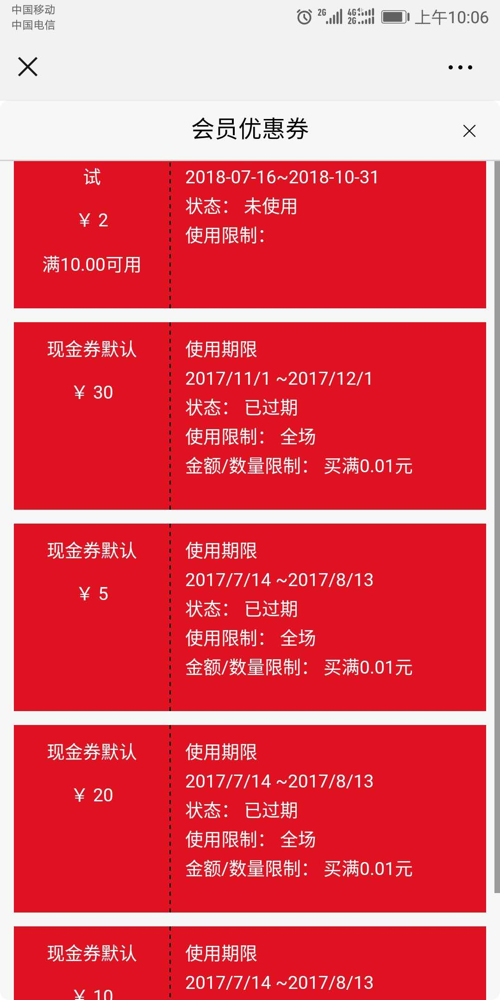 中国移动
中国电信
2G 4G 2G 上午10:06
会员优惠券
试
¥ 2
满10.00可用
2018-07-16~2018-10-31
状态： 未使用
使用限制：
现金券默认
¥ 30
使用期限
2017/11/1 ~2017/12/1
状态： 已过期
使用限制： 全场
金额/数量限制： 买满0.01元
现金券默认
¥ 5
使用期限
2017/7/14 ~2017/8/13
状态： 已过期
使用限制： 全场
金额/数量限制： 买满0.01元
现金券默认
¥ 20
使用期限
2017/7/14 ~2017/8/13
状态： 已过期
使用限制： 全场
金额/数量限制： 买满0.01元
现金券默认
¥ 10
使用期限
2017/7/14 ~2017/8/13